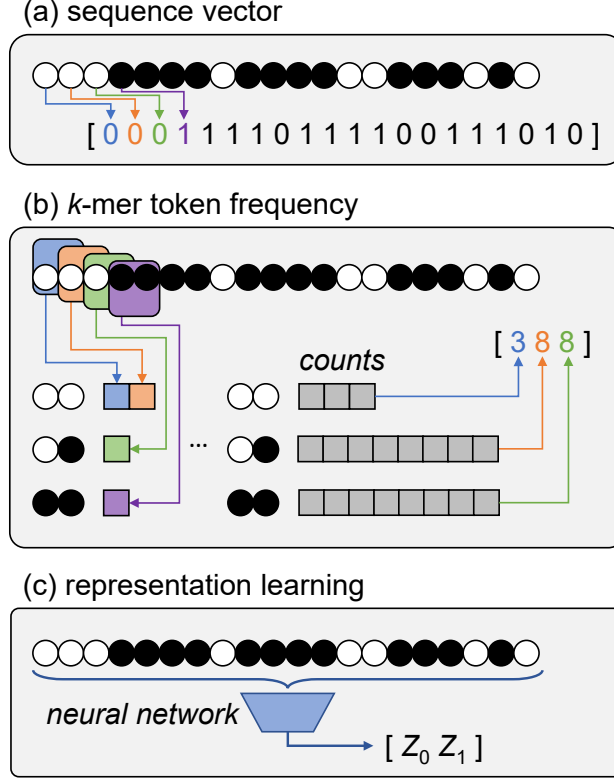 (a) sequence vector
[ 0 0 0 1 1 1 1 0 1 1 1 1 0 0 1 1 1 0 1 0 ]
(b) k-mer token frequency
[ 3 8 8 ]
counts
...
(c) representation learning
neural network
[ Z0 Z1 ]